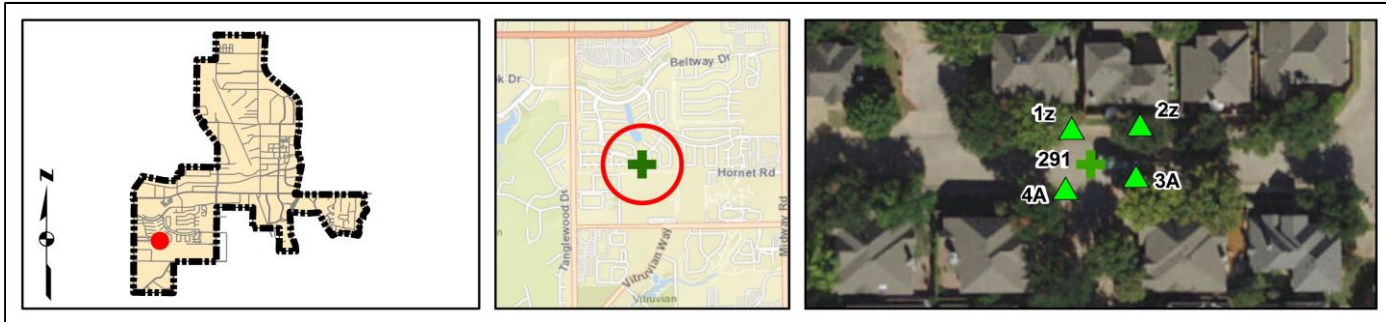 N
Beltway Dr
k Dr
Hornet Rd
Tanglewood Dr
Midway Rd
Vitruvian Way
Vitruvian
1z
2z
291
3A
4A